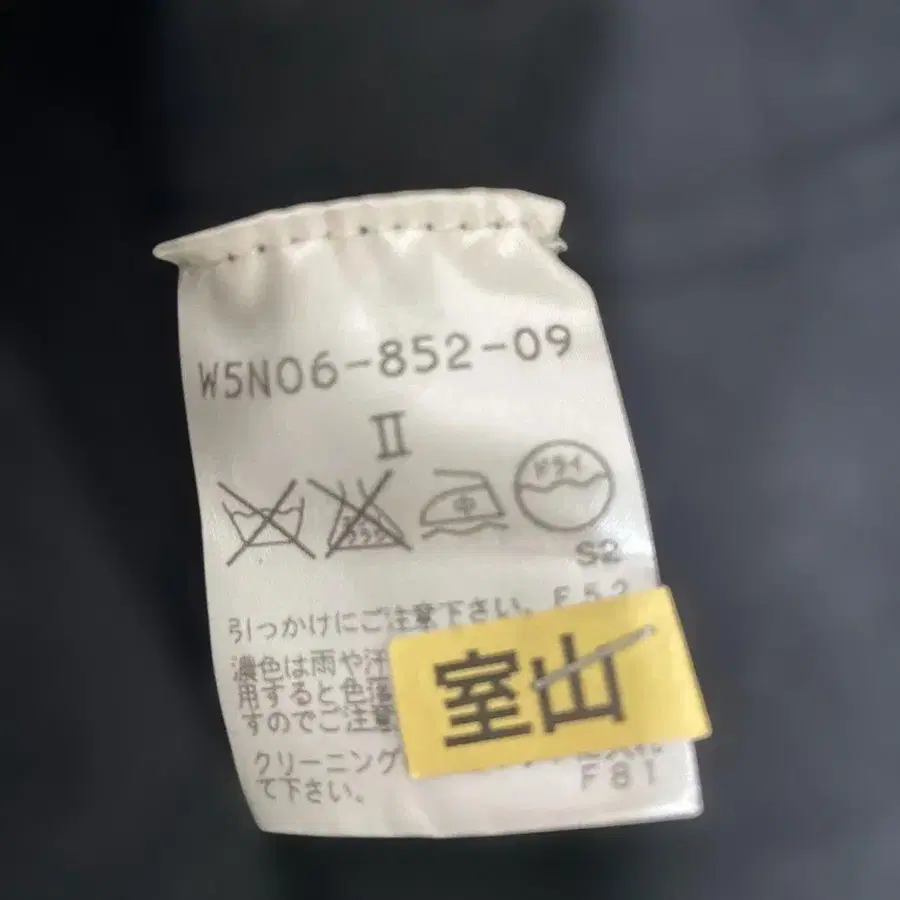 W5N06-852-09
II
中
ドライ
S2
引っかけにご注意下さい。F52
濃色は雨や汗
用すると色落
すのでご注意
室山
クリーニング
て下さい。
F81